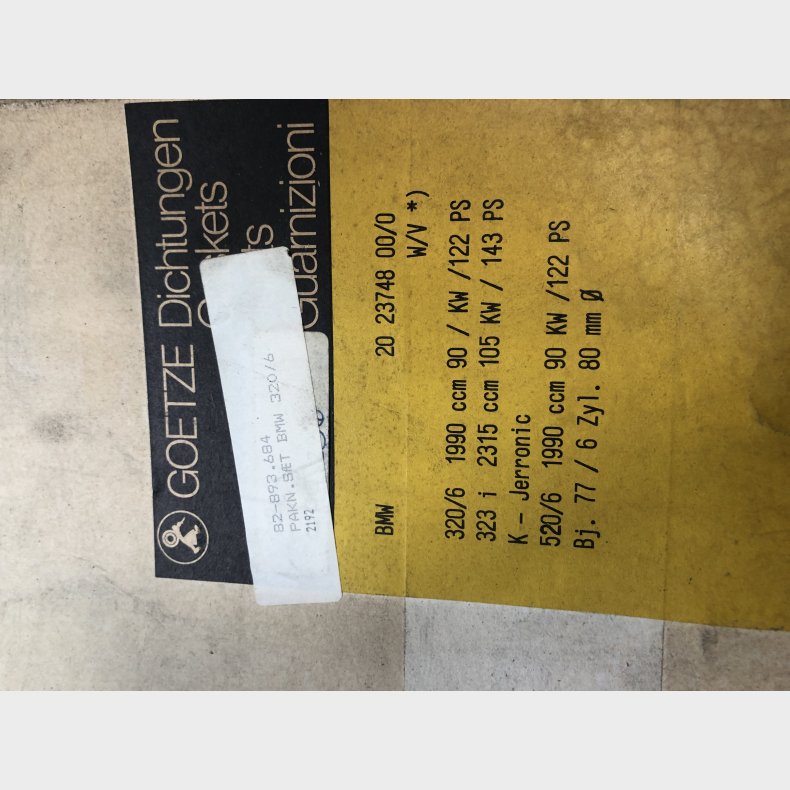 GOETZE Dichtungen
Guarnizioni
82-893.684
PAKN.SÆT BMW 320/6
2192
BMW 20 23748 00/0
W/V *)
320/6 1990 ccm 90 / KW /122 PS
323 i 2315 ccm 105 KW / 143 PS
K - Jerronic
520/6 1990 ccm 90 KW /122 PS
Bj. 77 / 6 Zyl. 80 mm Ø